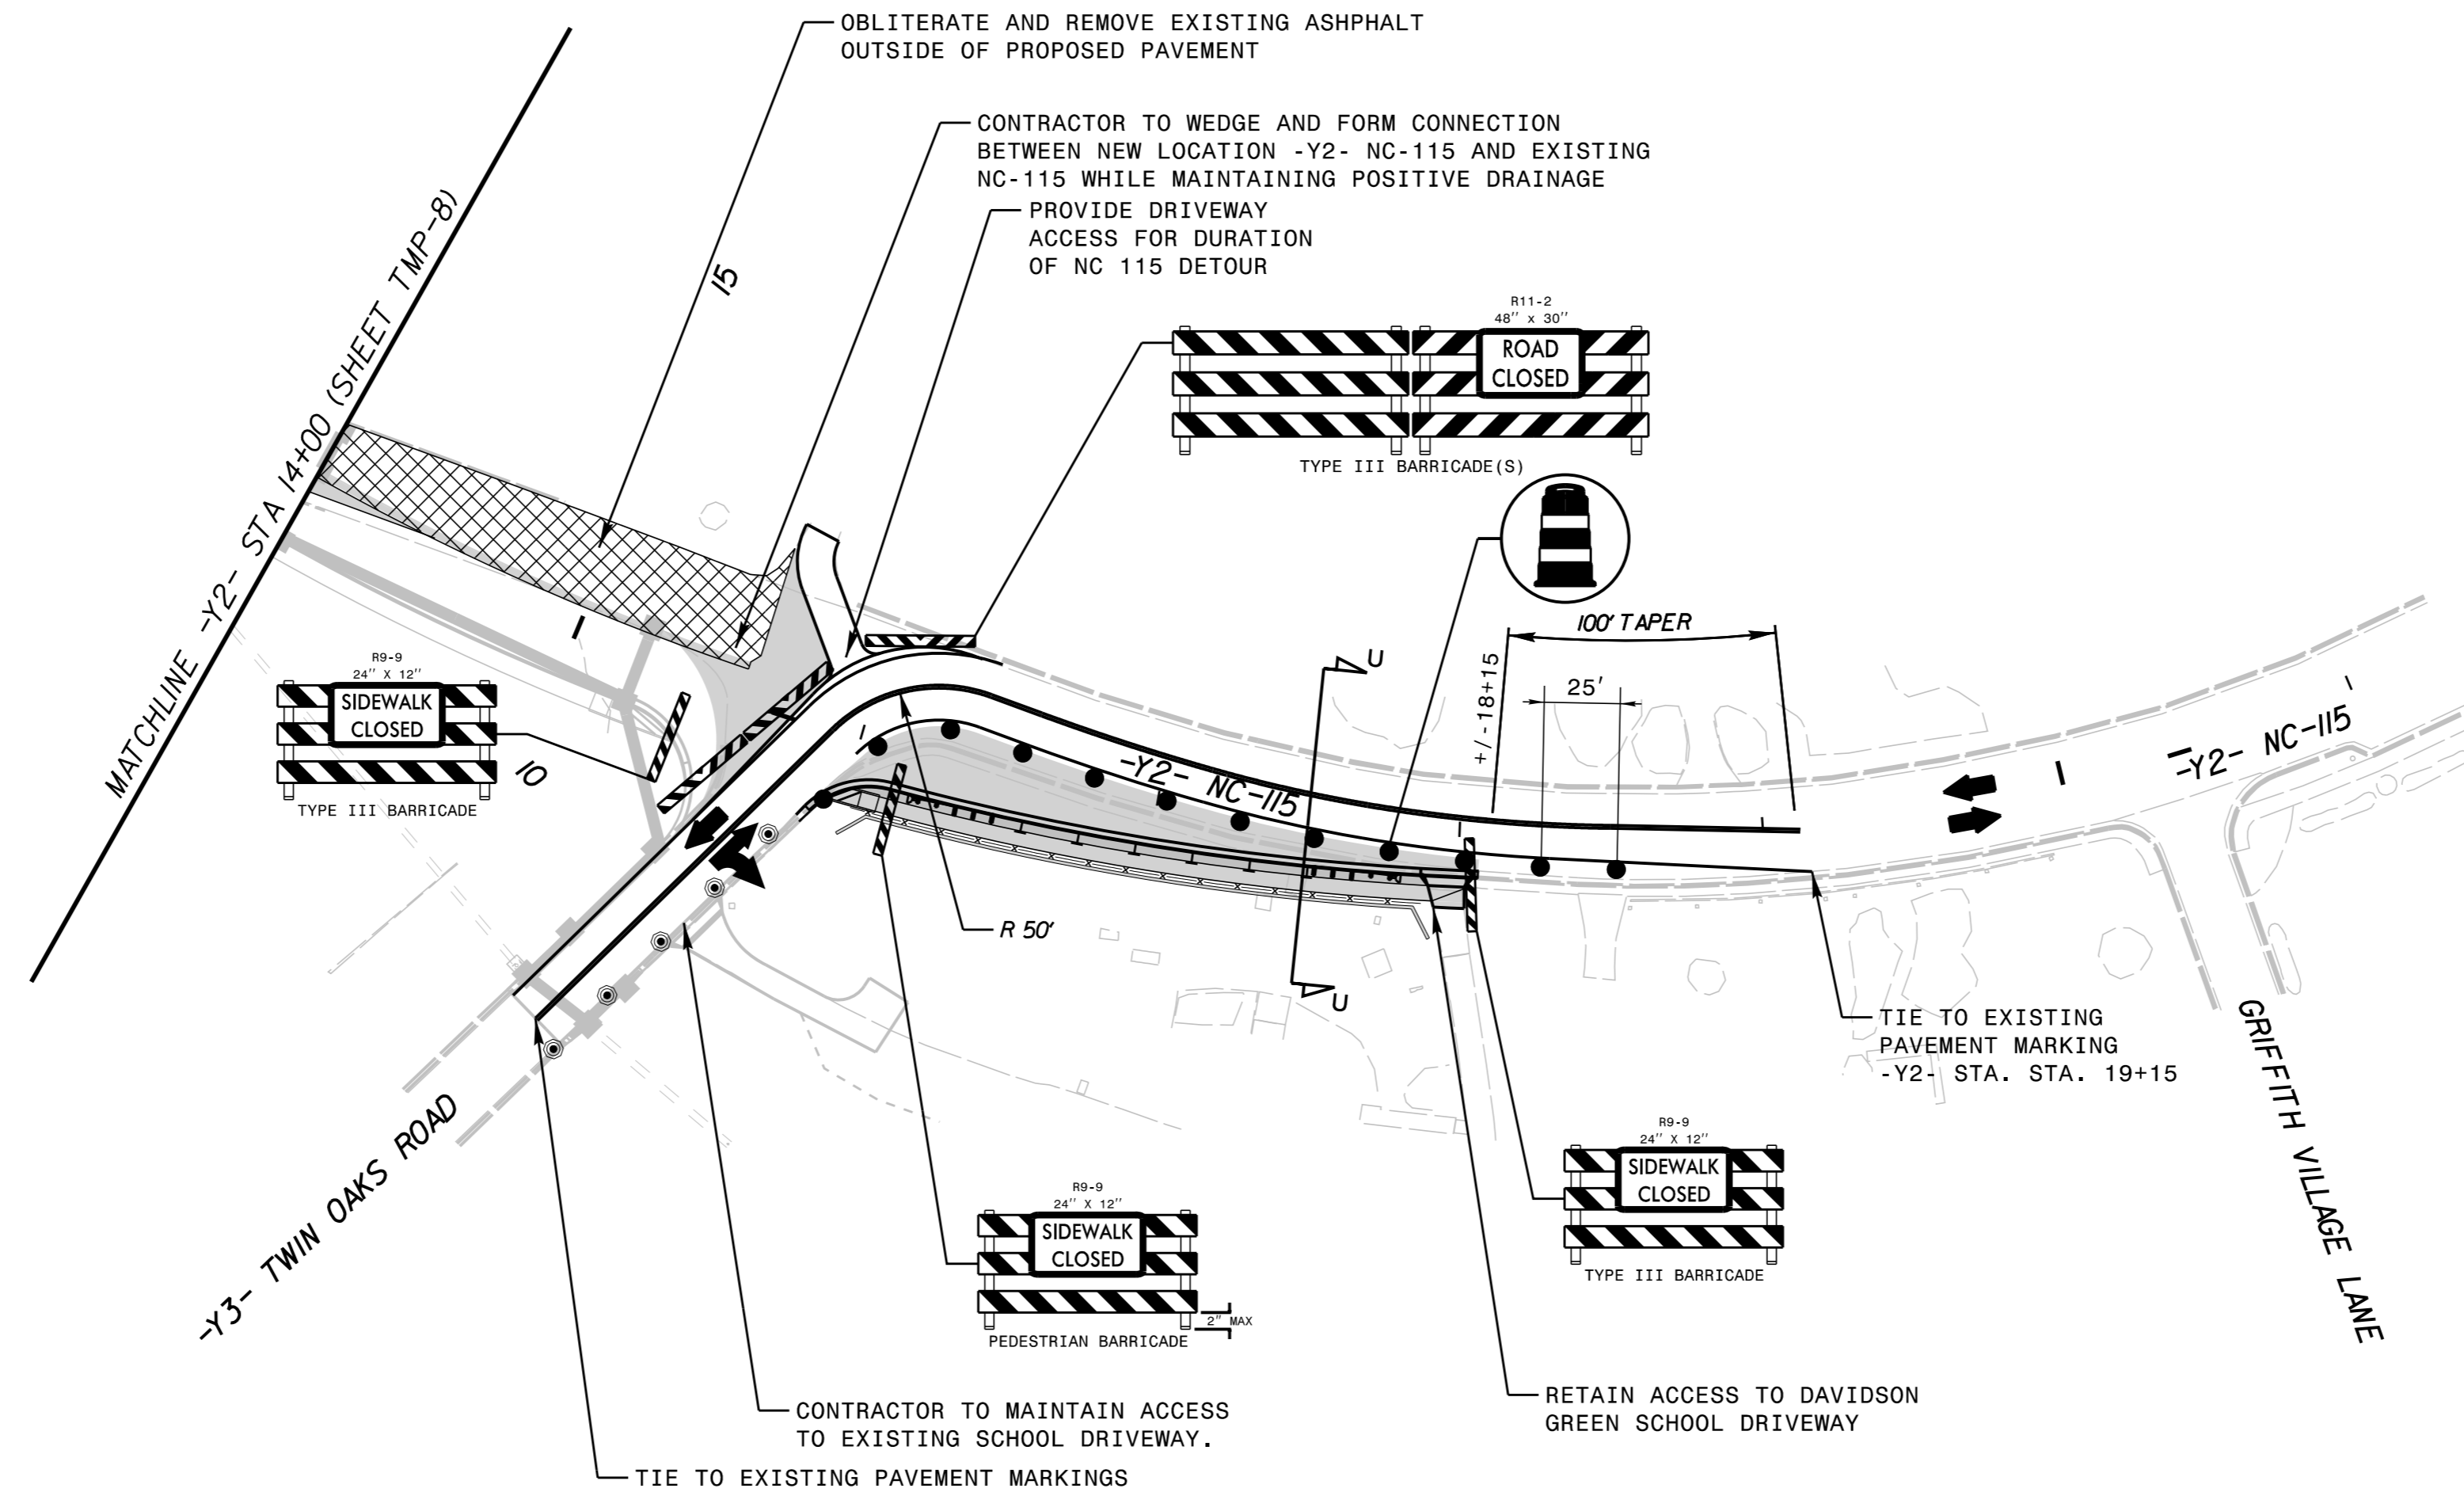 OBLITERATE AND REMOVE EXISTING ASHPHALT
OUTSIDE OF PROPOSED PAVEMENT
CONTRACTOR TO WEDGE AND FORM CONNECTION
BETWEEN NEW LOCATION -Y2- NC-115 AND EXISTING
NC-115 WHILE MAINTAINING POSITIVE DRAINAGE
PROVIDE DRIVEWAY
ACCESS FOR DURATION
OF NC 115 DETOUR
MATCHLINE -Y2- STA 14+00 (SHEET TMP-8)
15
R11-2
48" x 30"
ROAD
CLOSED
TYPE III BARRICADE(S)
100' TAPER
+/-18+15
25'
U
R9-9
24" X 12"
SIDEWALK
CLOSED
TYPE III BARRICADE
10
-Y2- NC-115
-Y2- NC-115
R 50'
U
TIE TO EXISTING
PAVEMENT MARKING
-Y2- STA. STA. 19+15
GRIFFITH VILLAGE LANE
-Y3- TWIN OAKS ROAD
R9-9
24" X 12"
SIDEWALK
CLOSED
TYPE III BARRICADE
R9-9
24" X 12"
SIDEWALK
CLOSED
2" MAX
PEDESTRIAN BARRICADE
RETAIN ACCESS TO DAVIDSON
GREEN SCHOOL DRIVEWAY
CONTRACTOR TO MAINTAIN ACCESS
TO EXISTING SCHOOL DRIVEWAY.
TIE TO EXISTING PAVEMENT MARKINGS